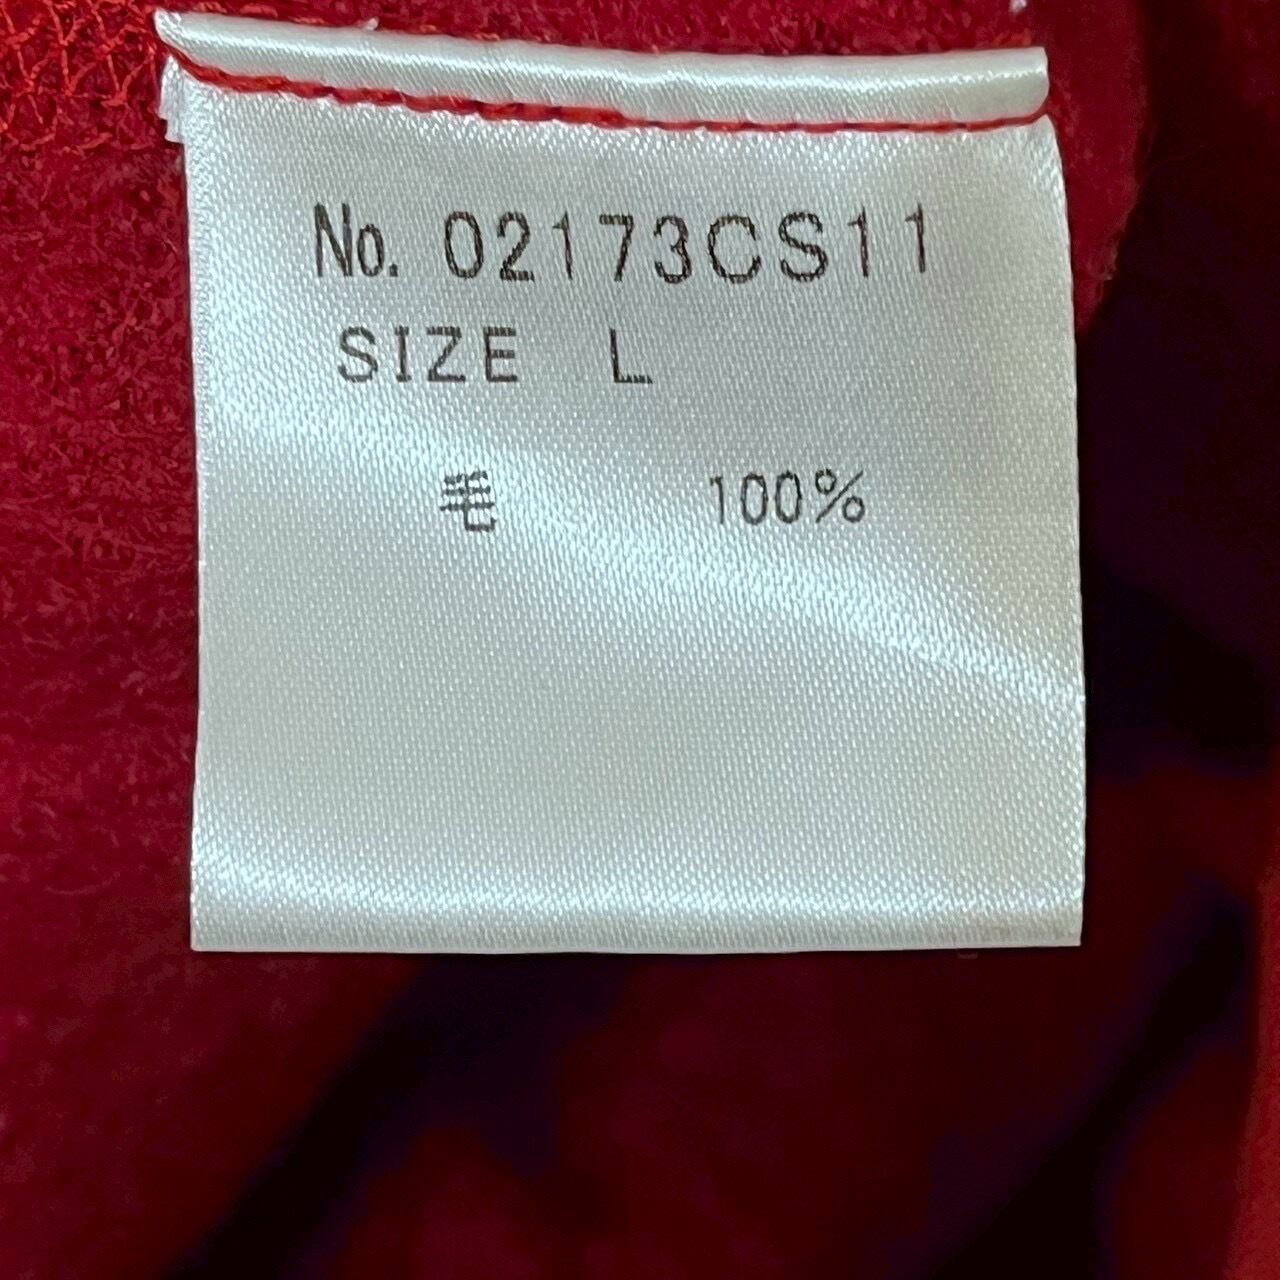 No. 02173CS11
SIZE L
毛 100%